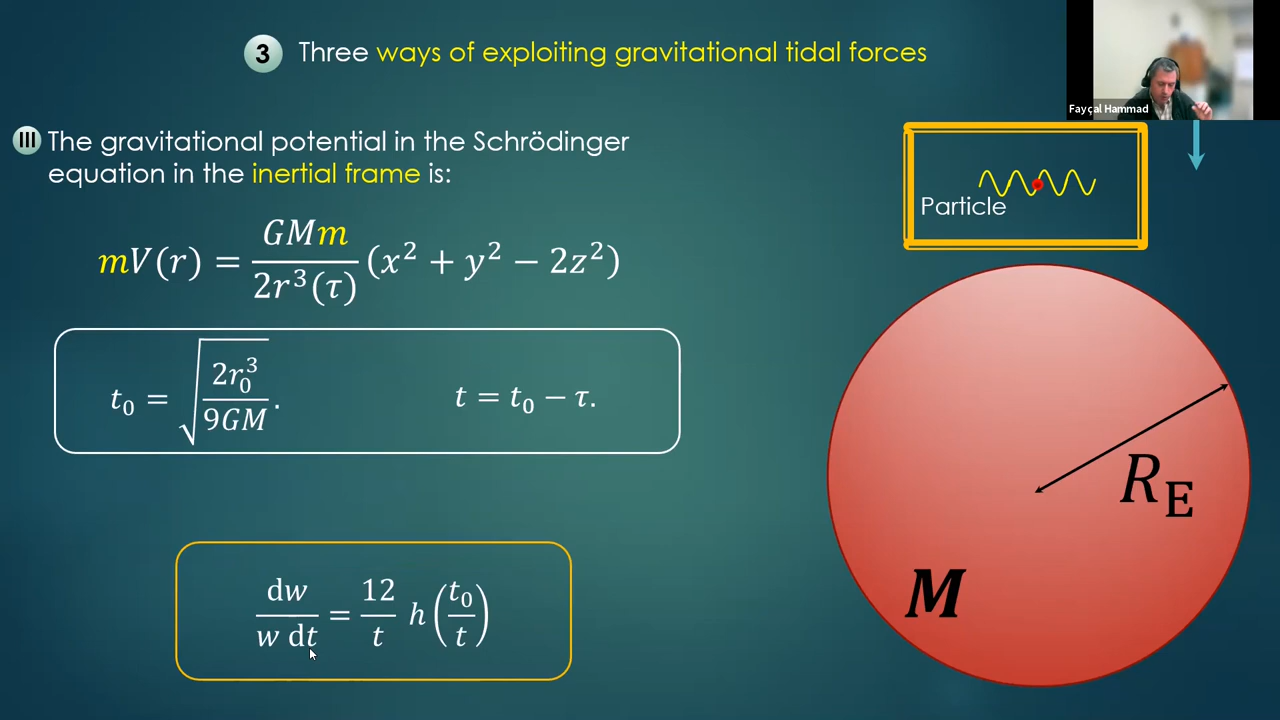 3 Three ways of exploiting gravitational tidal forces
Fayçal Hammad
III The gravitational potential in the Schrödinger
equation in the inertial frame is:
Particle
mV(r) = GMm / 2r³(τ) (x² + y² − 2z²)
t₀ = √(2r₀³ / 9GM).
t = t₀ − τ.
R_E
M
dw / w dt = 12 / t h(t₀ / t)